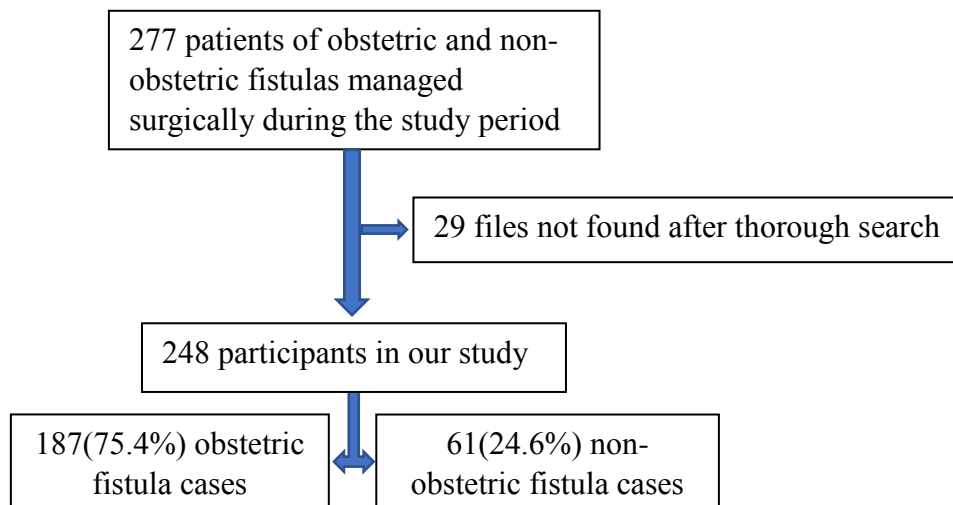 277 patients of obstetric and non-
obstetric fistulas managed
surgically during the study period
29 files not found after thorough search
248 participants in our study
187(75.4%) obstetric
fistula cases
61(24.6%) non-
obstetric fistula cases